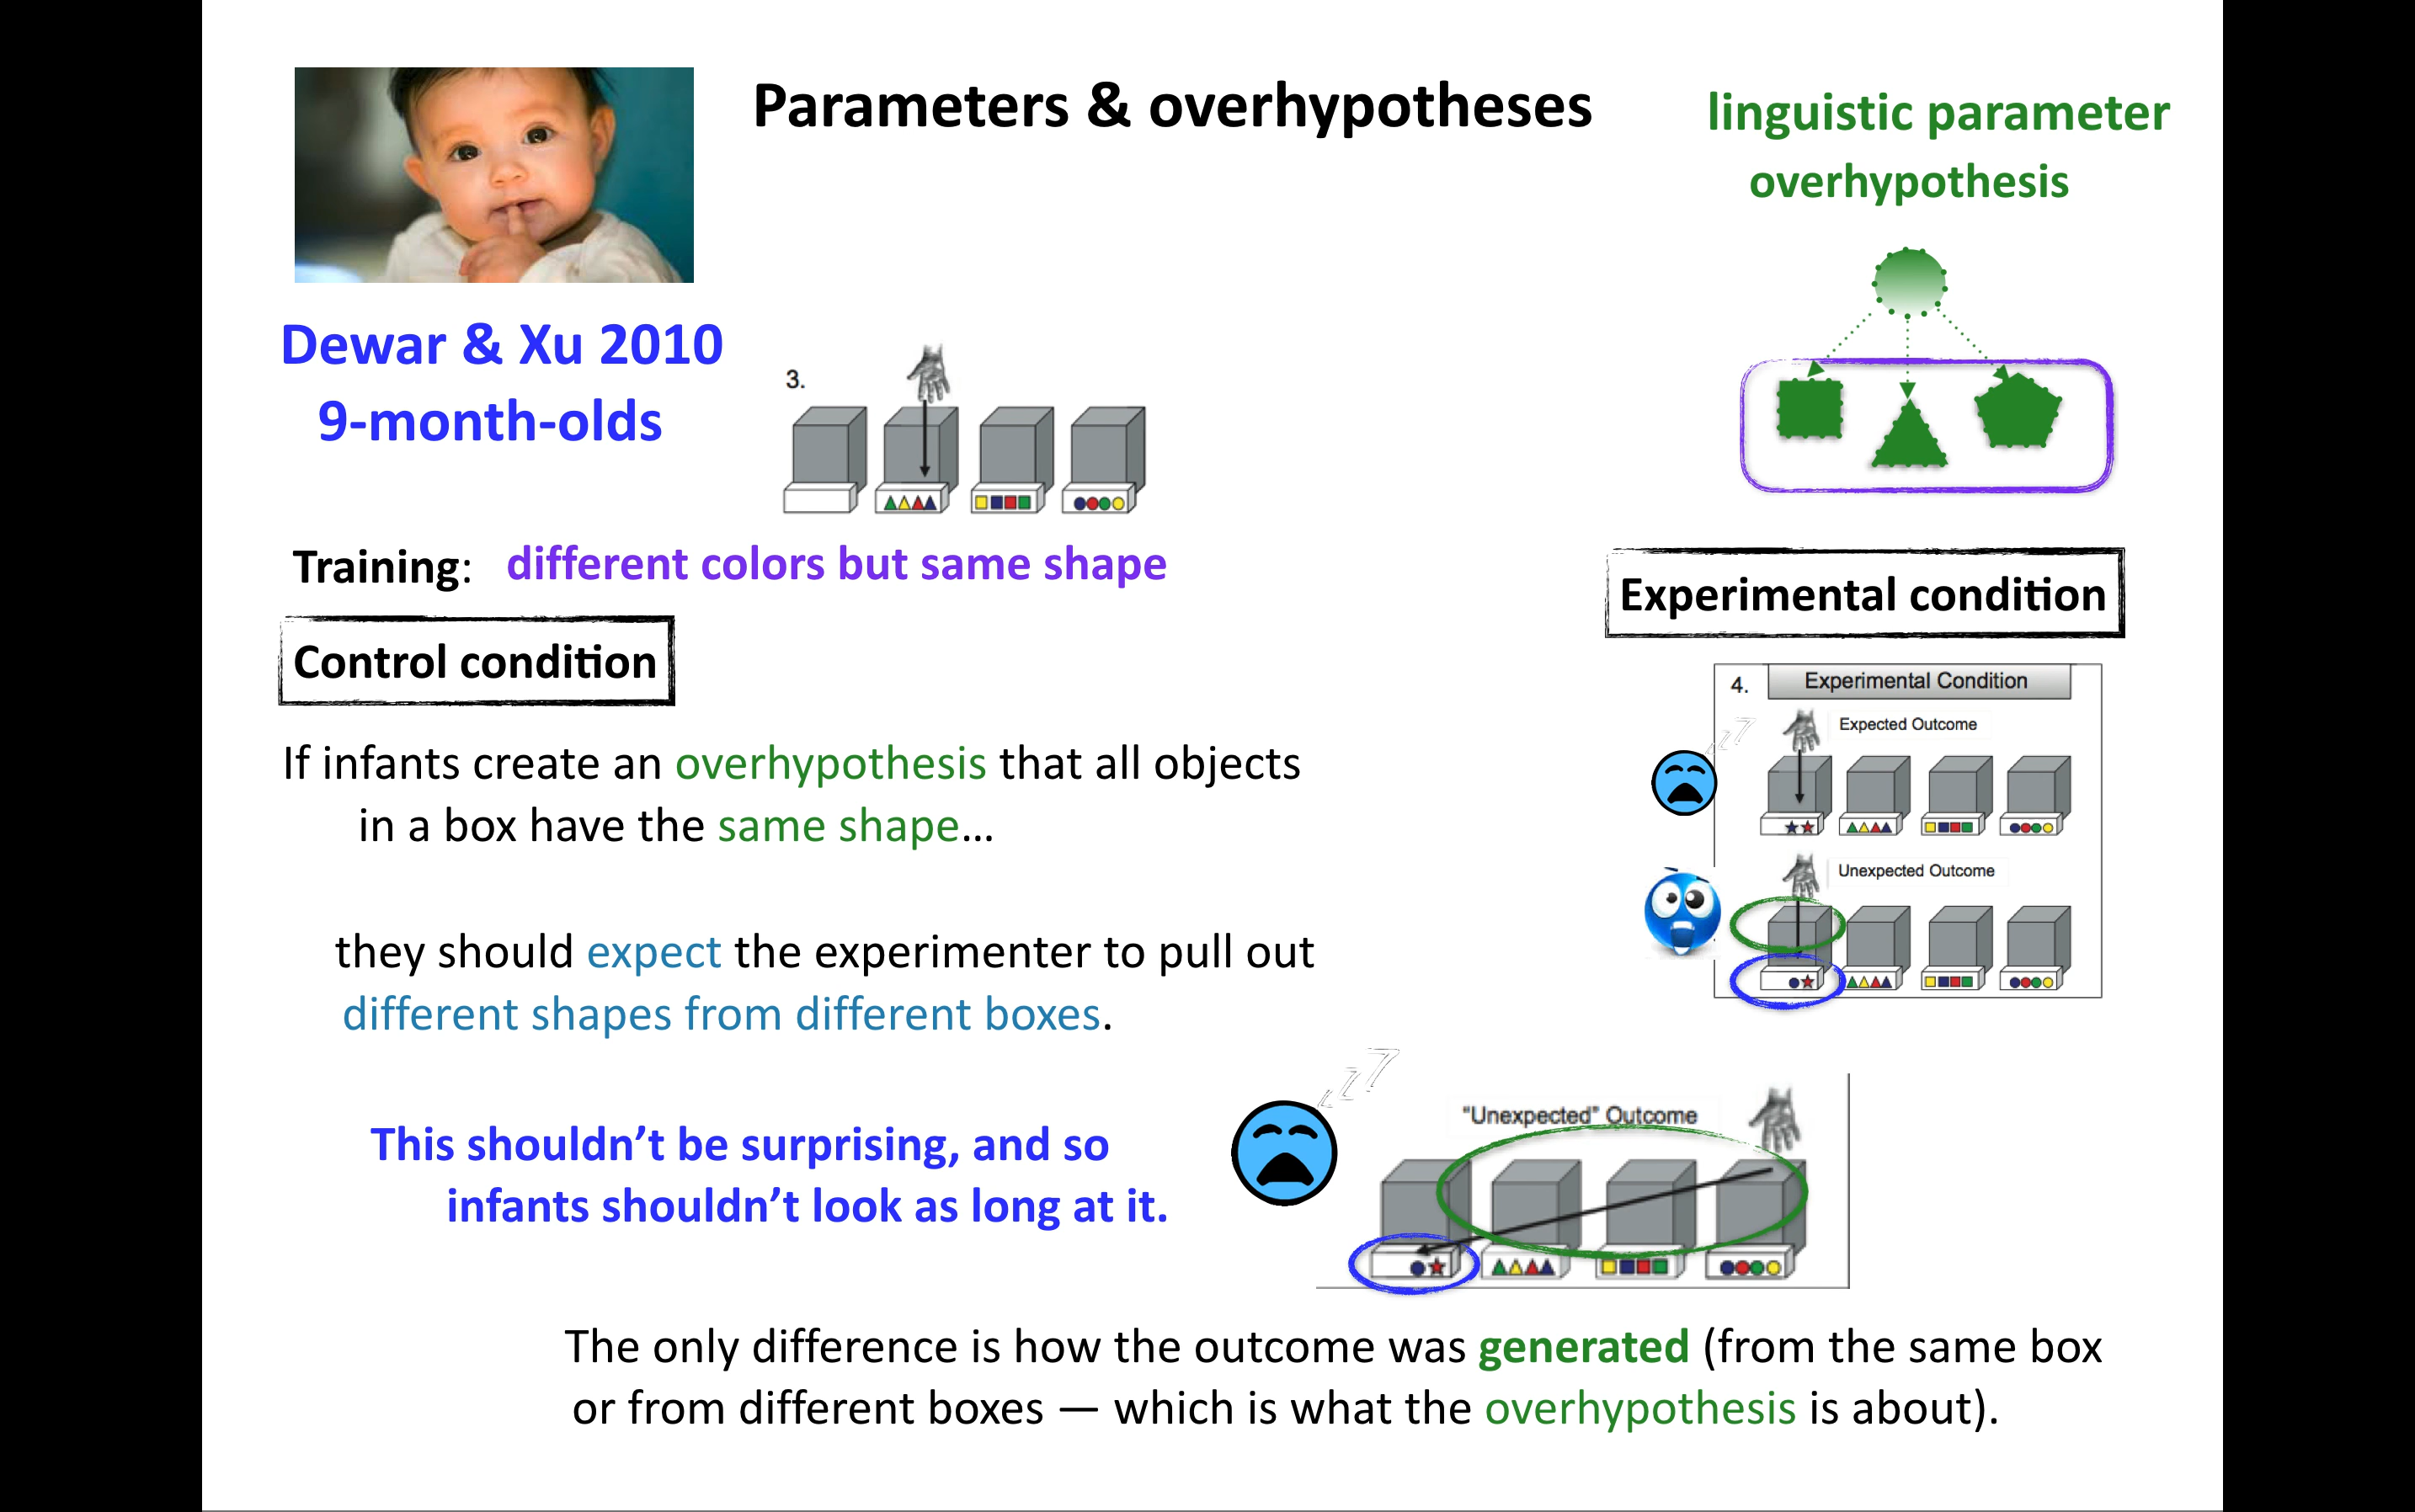 Parameters & overhypotheses
linguistic parameter
overhypothesis
Dewar & Xu 2010
9-month-olds
3.
Training: different colors but same shape
Control condition
If infants create an overhypothesis that all objects
in a box have the same shape...
they should expect the experimenter to pull out
different shapes from different boxes.
This shouldn't be surprising, and so
infants shouldn't look as long at it.
Experimental condition
4.
Experimental Condition
Expected Outcome
Unexpected Outcome
zZZ
zZZ
"Unexpected" Outcome
The only difference is how the outcome was generated (from the same box
or from different boxes — which is what the overhypothesis is about).